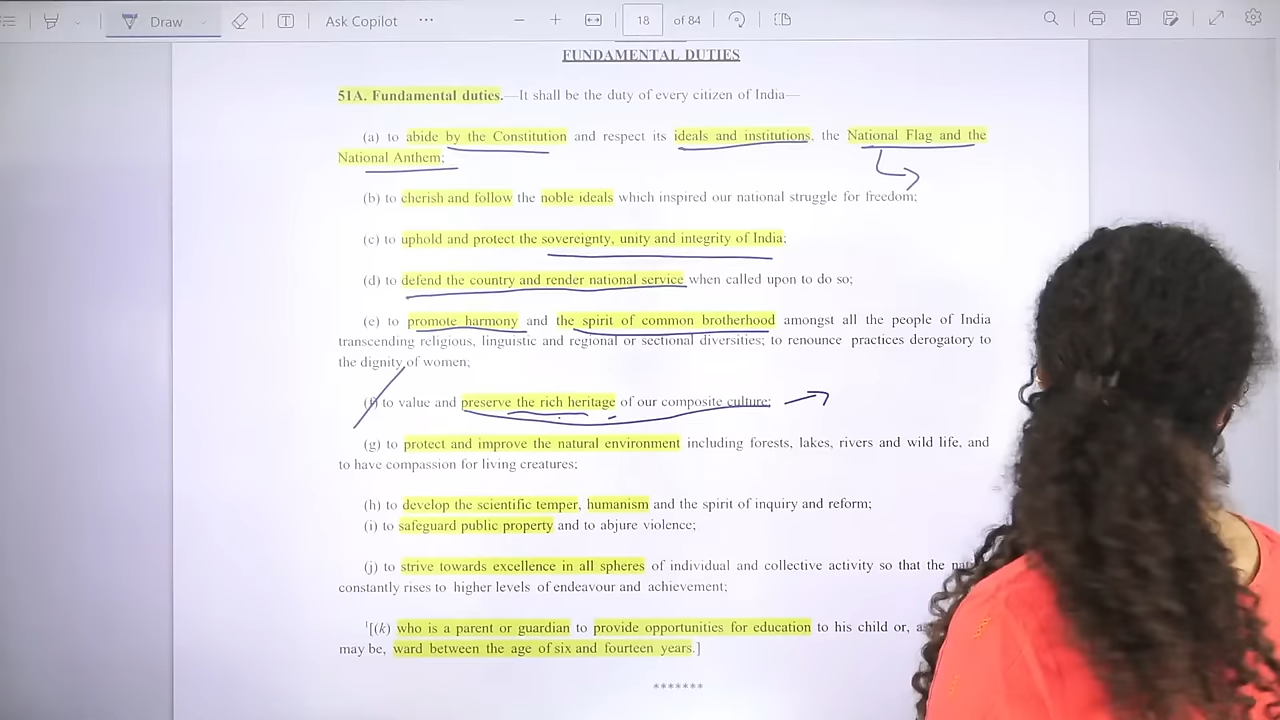 Draw
Ask Copilot
18 of 84
FUNDAMENTAL DUTIES
51A. Fundamental duties.—It shall be the duty of every citizen of India—
(a) to abide by the Constitution and respect its ideals and institutions, the National Flag and the
National Anthem;
(b) to cherish and follow the noble ideals which inspired our national struggle for freedom;
(c) to uphold and protect the sovereignty, unity and integrity of India;
(d) to defend the country and render national service when called upon to do so;
(e) to promote harmony and the spirit of common brotherhood amongst all the people of India
transcending religious, linguistic and regional or sectional diversities; to renounce practices derogatory to
the dignity of women;
(f) to value and preserve the rich heritage of our composite culture;
(g) to protect and improve the natural environment including forests, lakes, rivers and wild life, and
to have compassion for living creatures;
(h) to develop the scientific temper, humanism and the spirit of inquiry and reform;
(i) to safeguard public property and to abjure violence;
(j) to strive towards excellence in all spheres of individual and collective activity so that the
constantly rises to higher levels of endeavour and achievement;
¹[(k) who is a parent or guardian to provide opportunities for education to his child or,
may be, ward between the age of six and fourteen years.]
*******